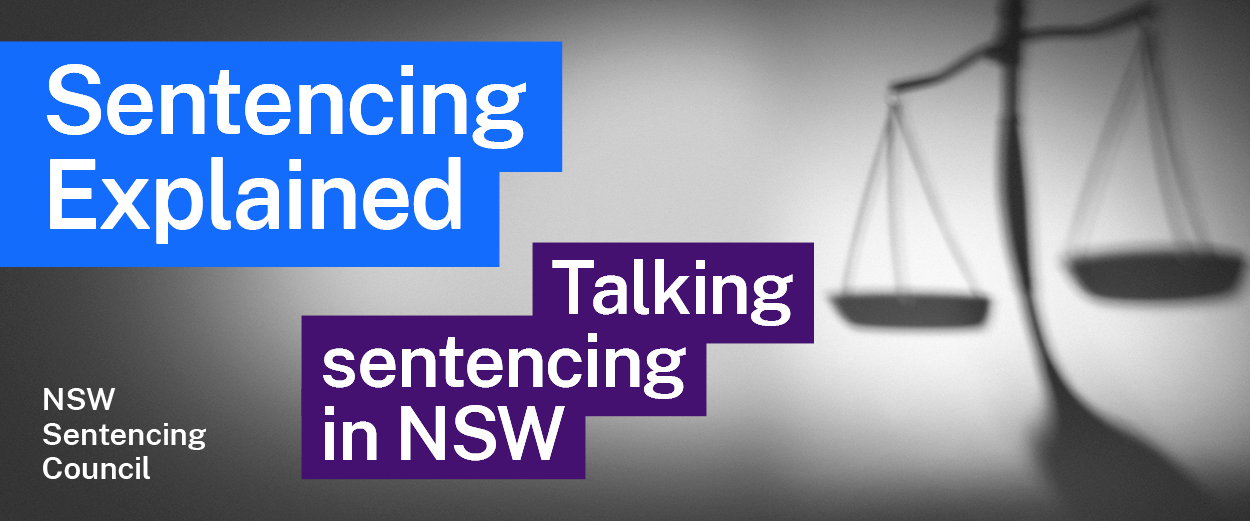 Sentencing
Explained
Talking
sentencing
in NSW
NSW
Sentencing
Council